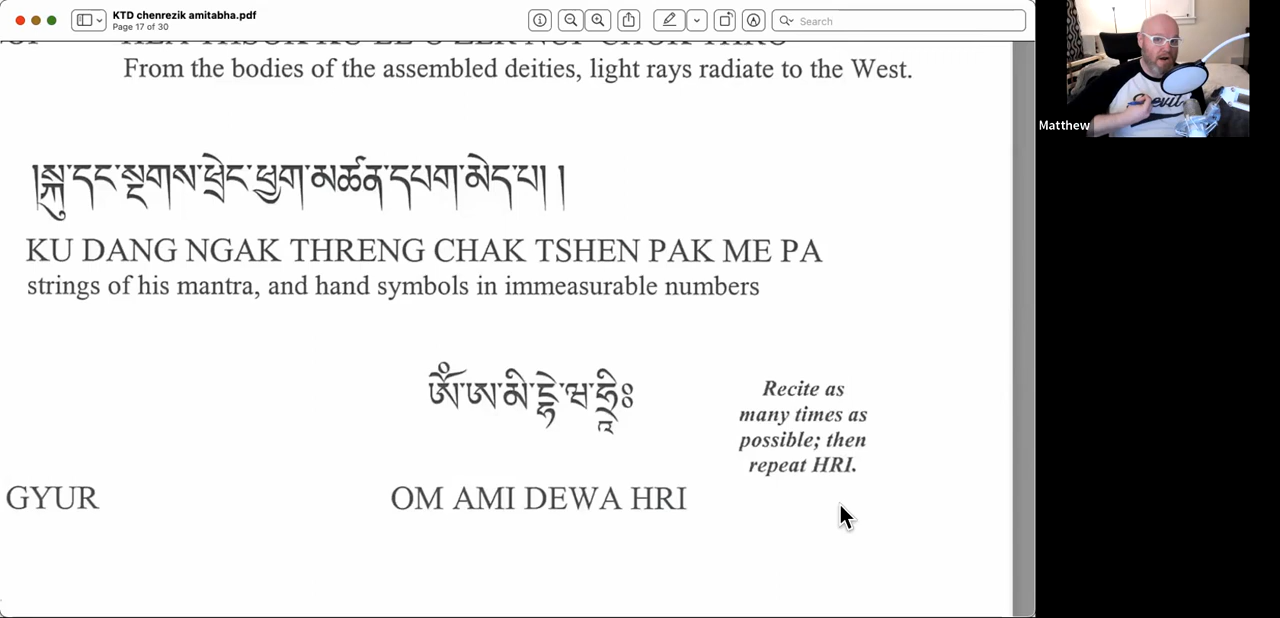 KTD chenrezik amitabha.pdf
Page 17 of 30
Search
From the bodies of the assembled deities, light rays radiate to the West.
Matthew
།སྐུ་དང་སྔགས་ཕྲེང་ཕྱག་མཚན་དཔག་མེད་པ། །
KU DANG NGAK THRENG CHAK TSHEN PAK ME PA
strings of his mantra, and hand symbols in immeasurable numbers
ཨོཾ་ཨ་མི་དྷེ་ཝ་ཧྲཱིཿ
Recite as
many times as
possible; then
repeat HRI.
GYUR OM AMI DEWA HRI